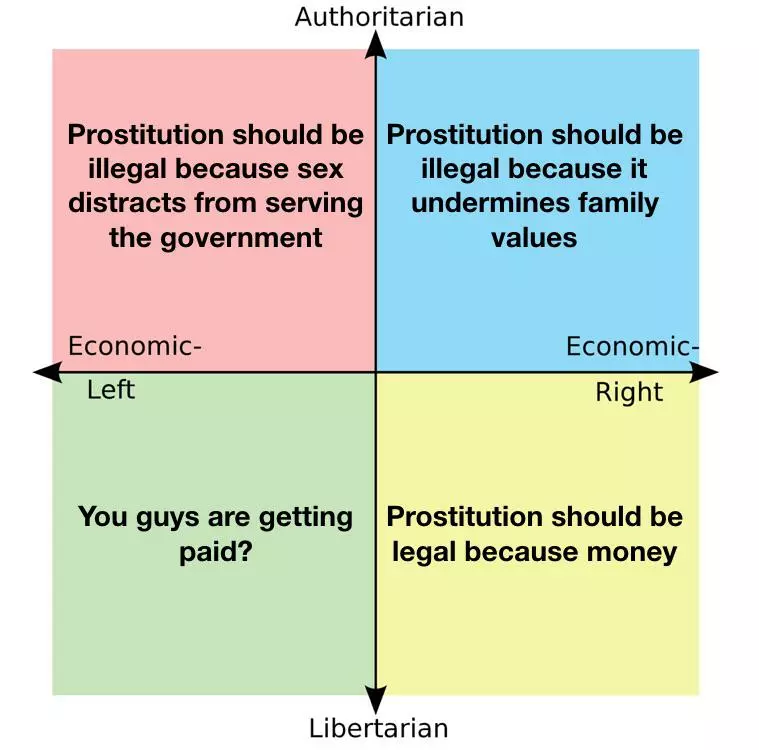 Authoritarian
Prostitution should be
illegal because sex
distracts from serving
the government
Prostitution should be
illegal because it
undermines family
values
Economic-
Left
Economic-
Right
You guys are getting
paid?
Prostitution should be
legal because money
Libertarian